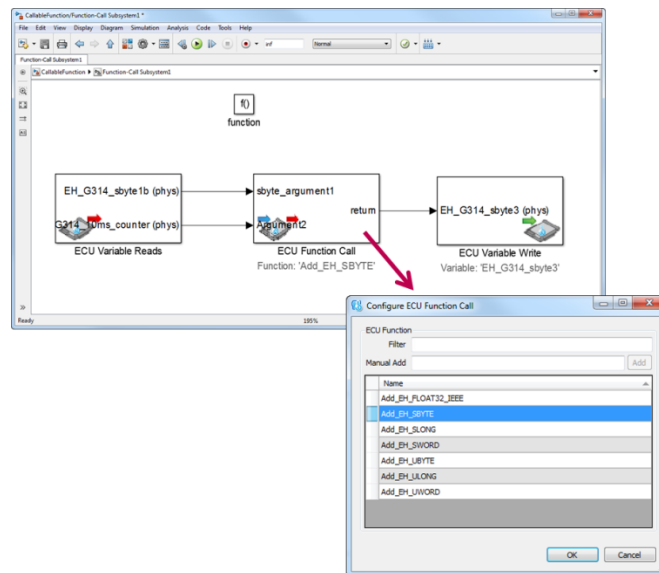 CallableFunction/Function-Call Subsystem1 *
File Edit View Display Diagram Simulation Analysis Code Tools Help
inf Normal
Function-Call Subsystem1
CallableFunction Function-Call Subsystem1
f()
function
EH_G314_sbyte1b (phys)
sbyte_argument1
return
EH_G314_sbyte3 (phys)
G314_10ms_counter (phys)
Argument2
ECU Variable Reads
ECU Function Call
Function: 'Add_EH_SBYTE'
ECU Variable Write
Variable: 'EH_G314_sbyte3'
Ready
195%
Configure ECU Function Call
ECU Function
Filter
Manual Add
Add
Name
Add_EH_FLOAT32_IEEE
Add_EH_SBYTE
Add_EH_SLONG
Add_EH_SWORD
Add_EH_UBYTE
Add_EH_ULONG
Add_EH_UWORD
OK Cancel